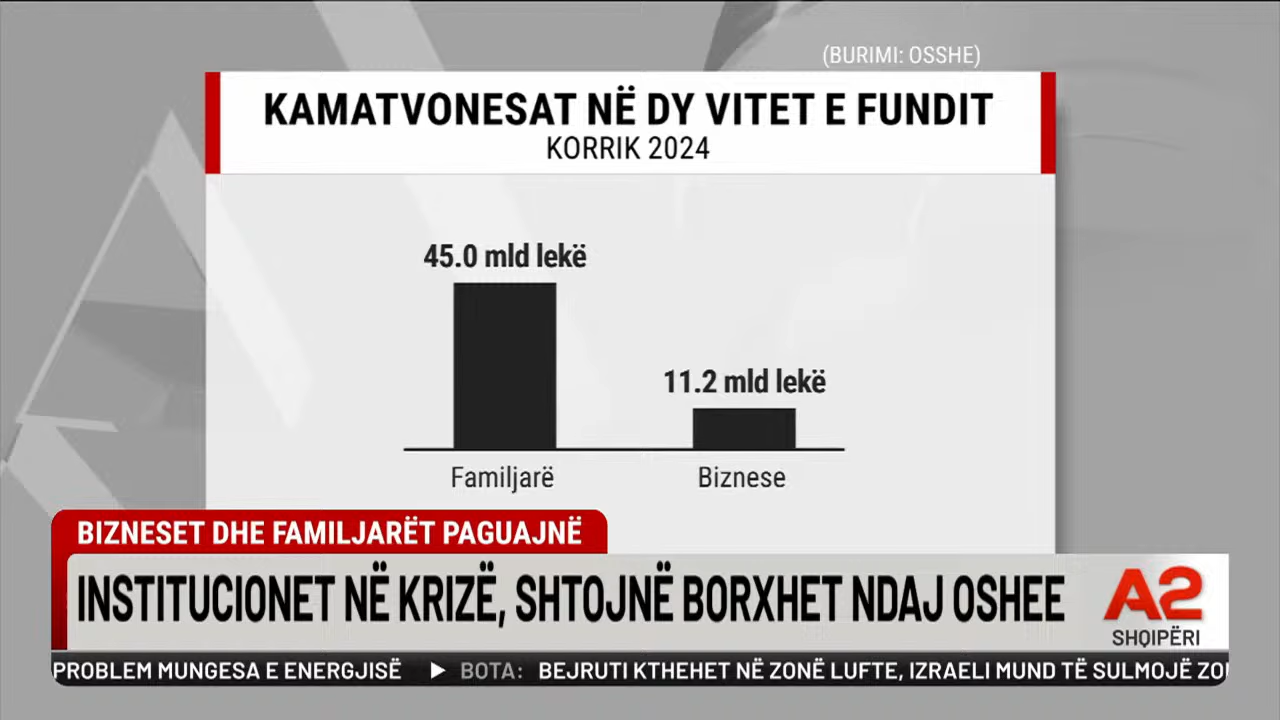 (BURIMI: OSSHE)
KAMATVONESAT NË DY VITET E FUNDIT
KORRIK 2024
45.0 mld lekë
11.2 mld lekë
Familjarë
Biznese
BIZNESET DHE FAMILJARËT PAGUAJNË
INSTITUCIONET NË KRIZË, SHTOJNË BORXHET NDAJ OSHEE
A2
SHQIPËRI
PROBLEM MUNGESA E ENERGJISË ▶ BOTA: BEJRUTI KTHEHET NË ZONË LUFTE, IZRAELI MUND TË SULMOJË